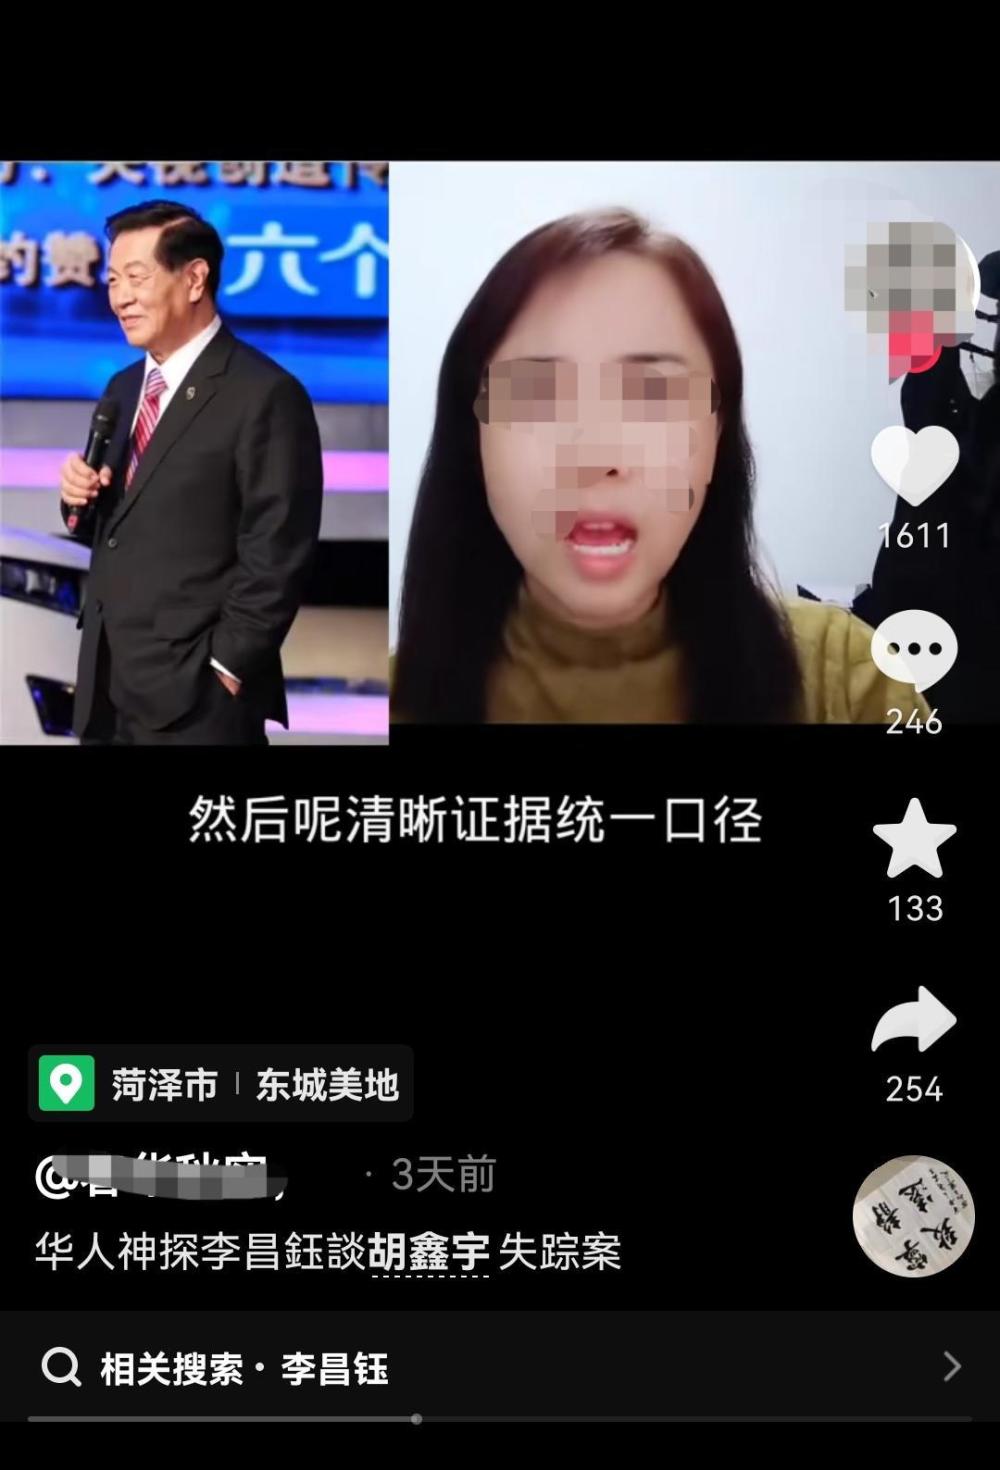 约赞
六个
1611
246
然后呢清晰证据统一口径
133
254
菏泽市 | 东城美地
· 3天前
华人神探李昌鈺談胡鑫宇 失踪案
相关搜索 · 李昌钰